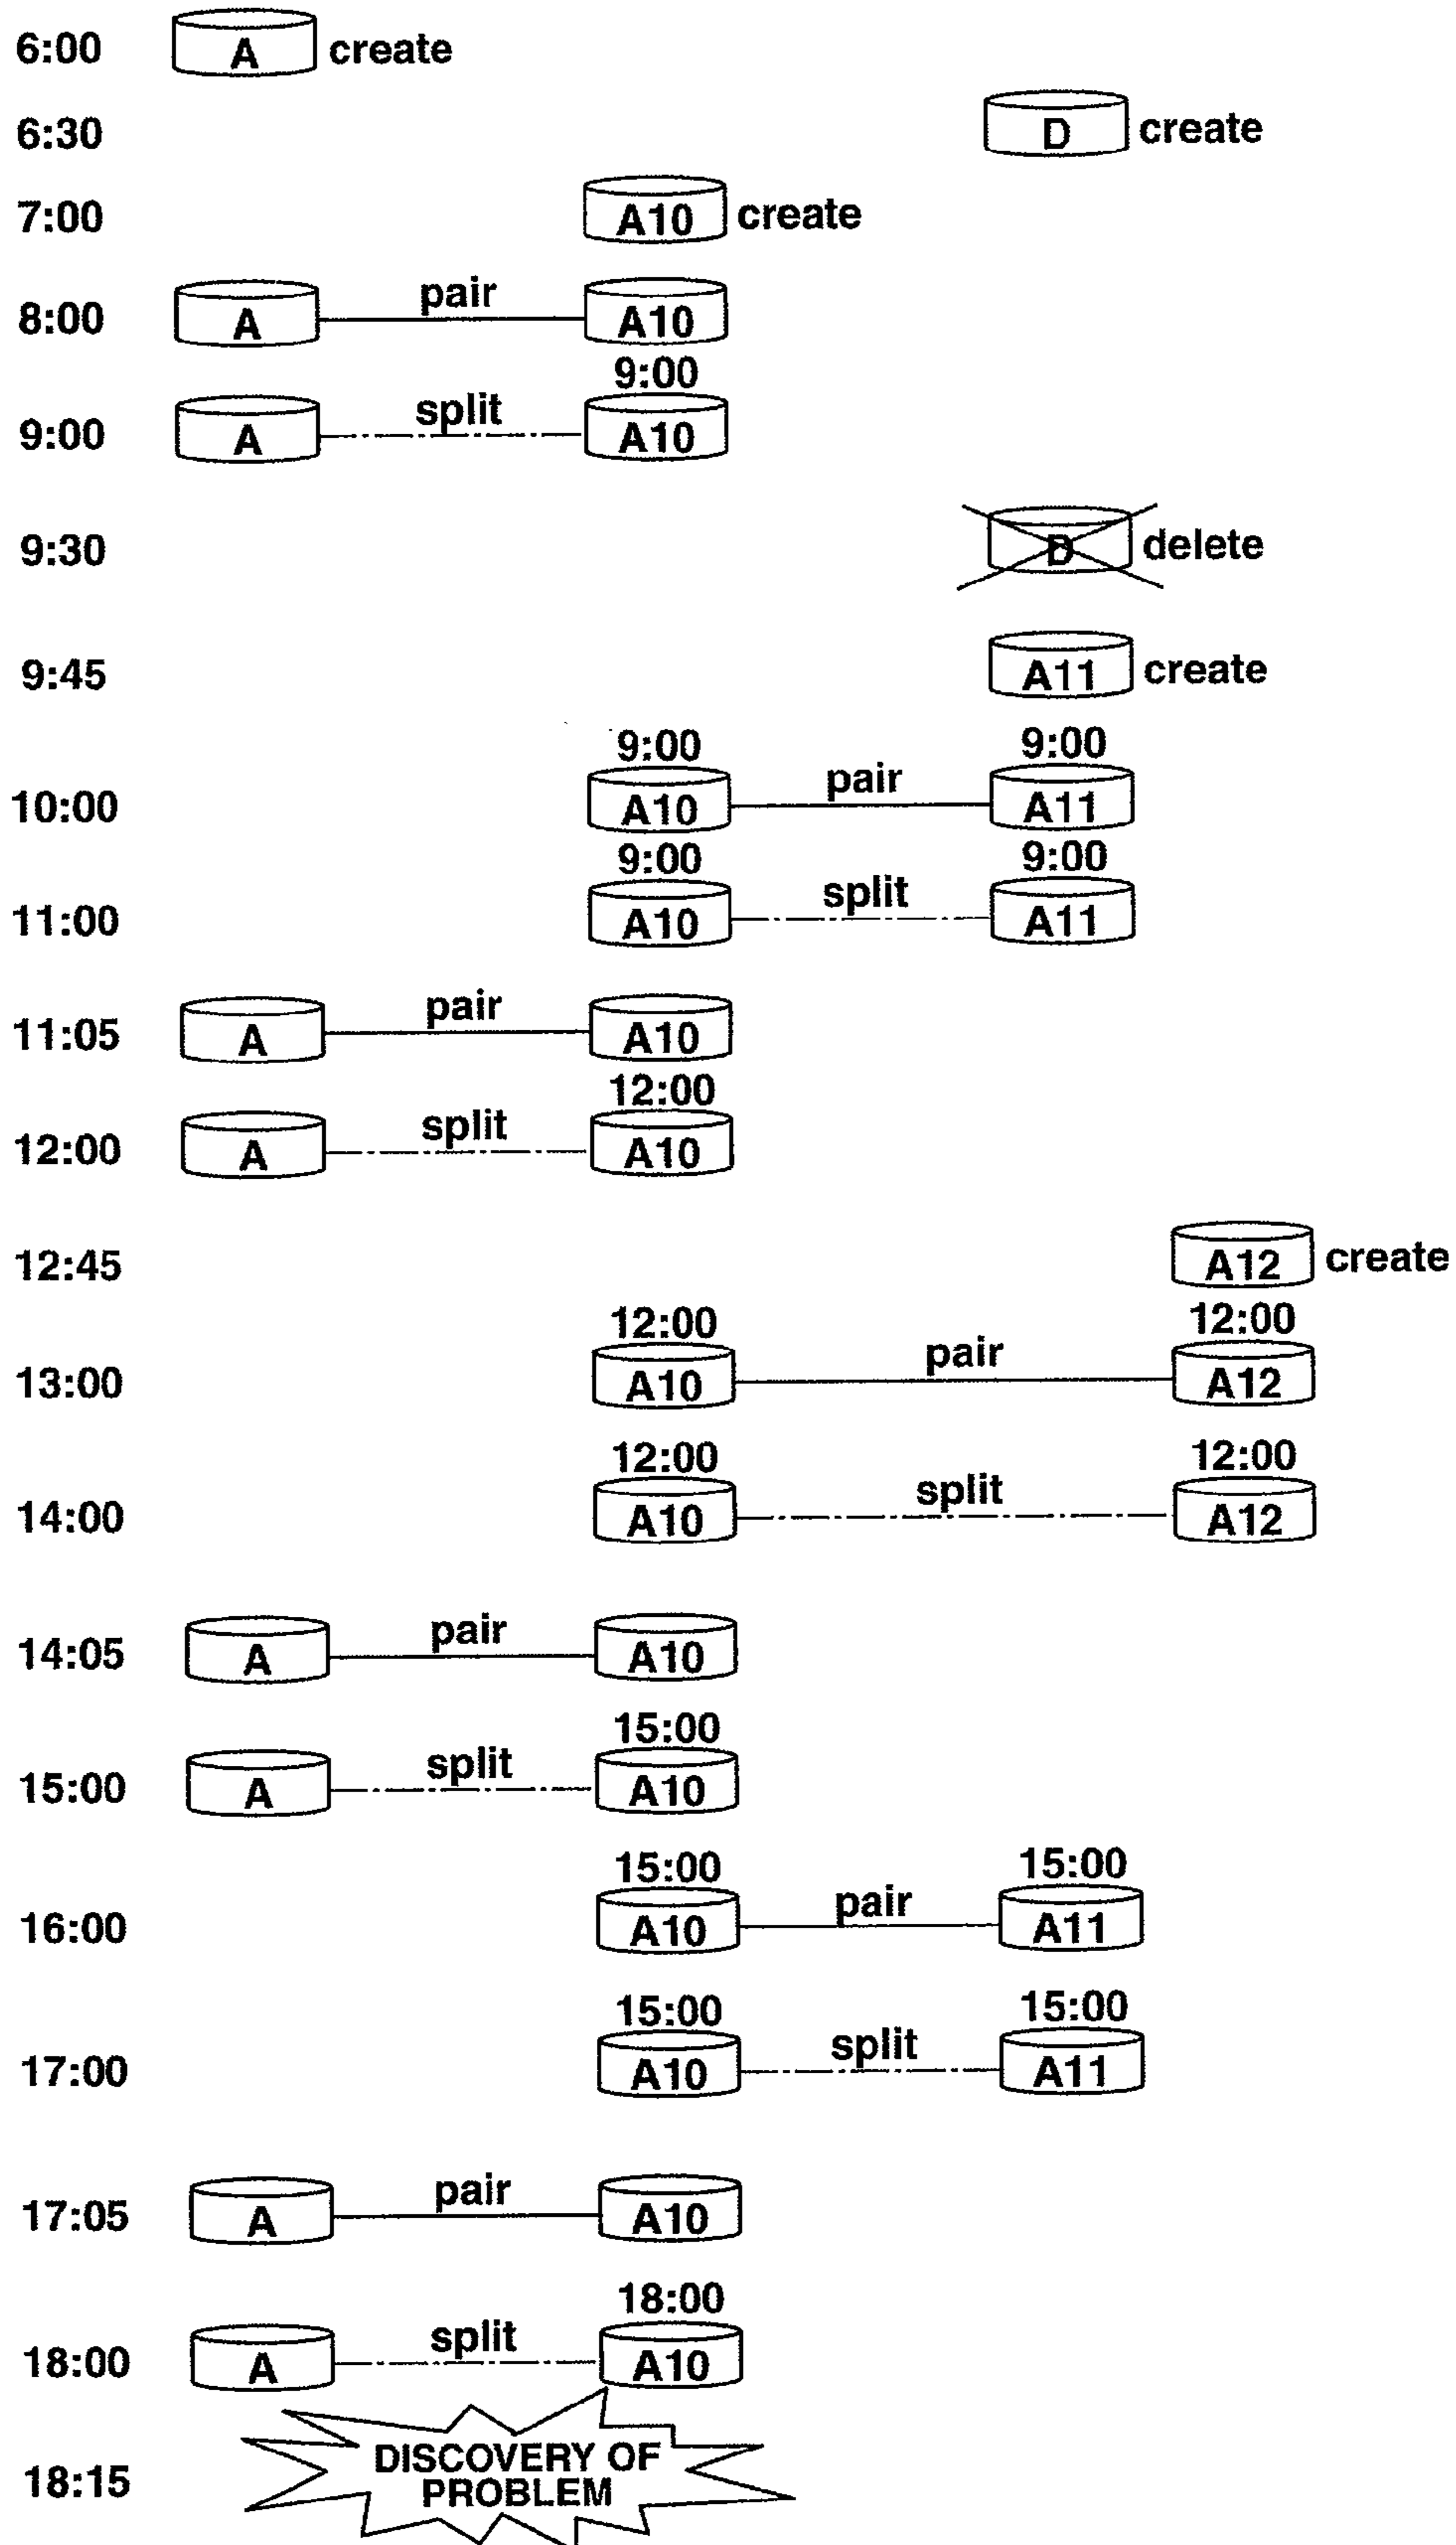 6:00 A create
6:30 D create
7:00 A10 create
pair
8:00 A A10
9:00
split
9:00 A A10
9:30 D delete
9:45 A11 create
9:00 9:00
pair
10:00 A10 A11
9:00 9:00
split
11:00 A10 A11
pair
11:05 A A10
12:00
split
12:00 A A10
12:45 A12 create
12:00 12:00
pair
13:00 A10 A12
12:00 12:00
split
14:00 A10 A12
pair
14:05 A A10
15:00
split
15:00 A A10
15:00 15:00
pair
16:00 A10 A11
15:00 15:00
split
17:00 A10 A11
pair
17:05 A A10
18:00
split
18:00 A A10
DISCOVERY OF
18:15 PROBLEM